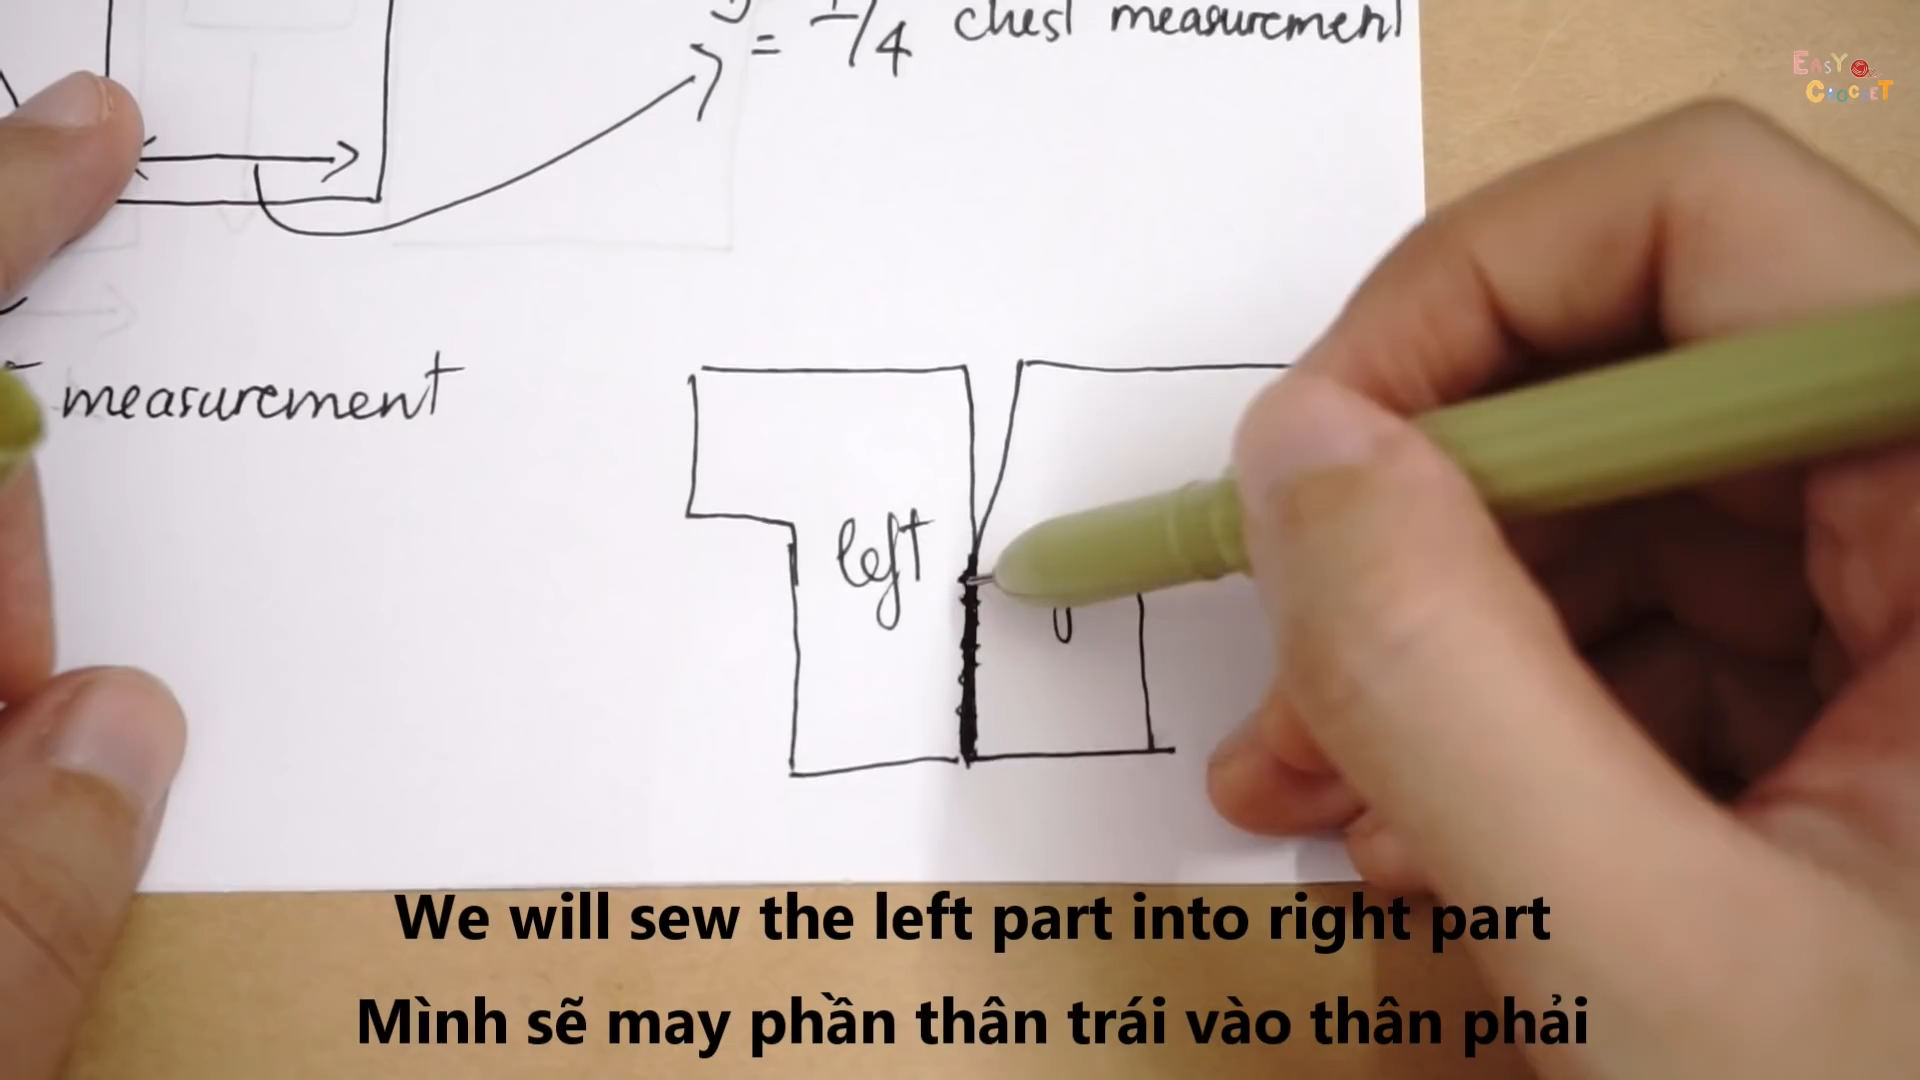 = 1/4 chest measurement
EASY CROCHET
measurement
left
We will sew the left part into right part
Mình sẽ may phần thân trái vào thân phải